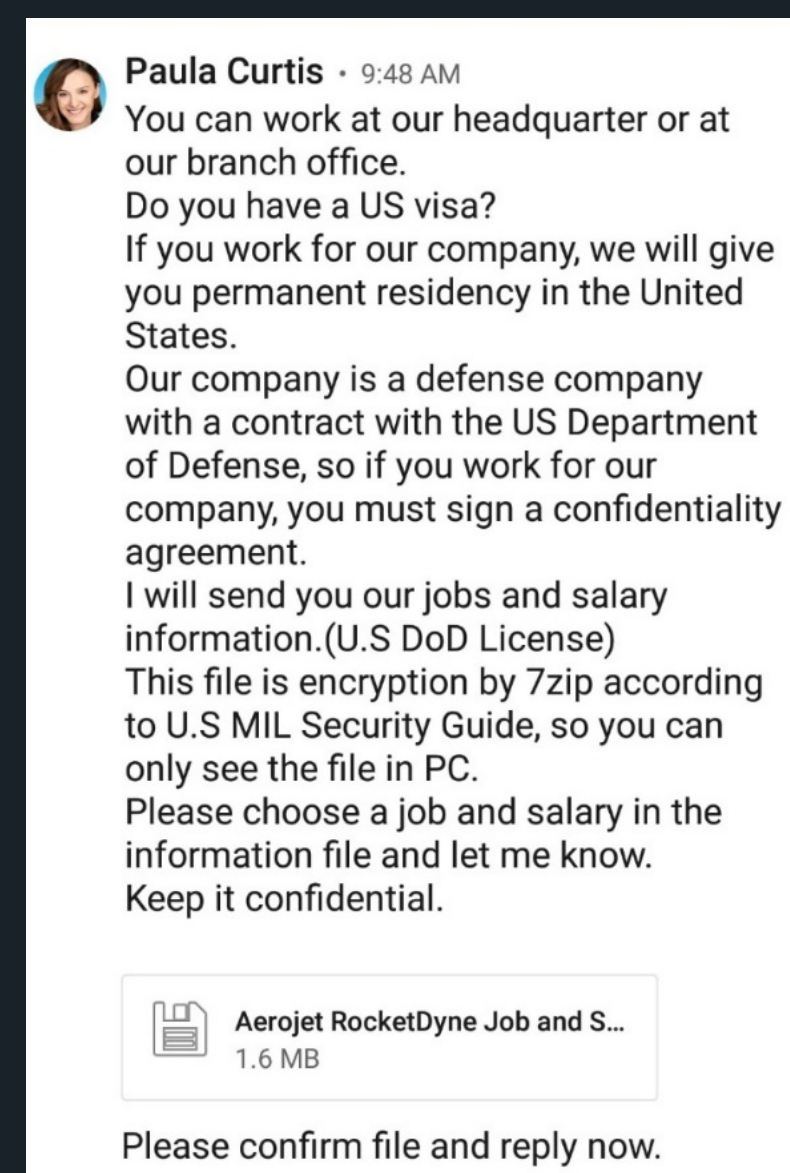 Paula Curtis • 9:48 AM
You can work at our headquarter or at
our branch office.
Do you have a US visa?
If you work for our company, we will give
you permanent residency in the United
States.
Our company is a defense company
with a contract with the US Department
of Defense, so if you work for our
company, you must sign a confidentiality
agreement.
I will send you our jobs and salary
information.(U.S DoD License)
This file is encryption by 7zip according
to U.S MIL Security Guide, so you can
only see the file in PC.
Please choose a job and salary in the
information file and let me know.
Keep it confidential.
Aerojet RocketDyne Job and S...
1.6 MB
Please confirm file and reply now.